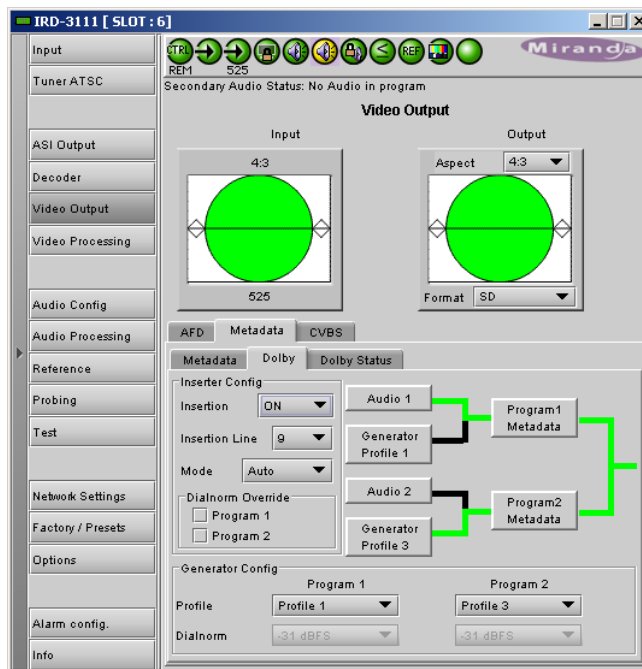 IRD-3111 [ SLOT : 6]
Input
Tuner ATSC
ASI Output
Decoder
Video Output
Video Processing
Audio Config
Audio Processing
Reference
Probing
Test
Network Settings
Factory / Presets
Options
Alarm config.
Info
CTRL
REF
REM
525
Miranda
Secondary Audio Status: No Audio in program
Video Output
Input
Output
4:3
Aspect 4:3
525
Format SD
AFD Metadata CVBS
Metadata Dolby Dolby Status
Inserter Config
Insertion ON
Insertion Line 9
Mode Auto
Dialnorm Override
Program 1
Program 2
Audio 1
Generator
Profile 1
Audio 2
Generator
Profile 3
Program1
Metadata
Program2
Metadata
Generator Config
Program 1 Program 2
Profile Profile 1 Profile 3
Dialnorm -31 dBFS -31 dBFS